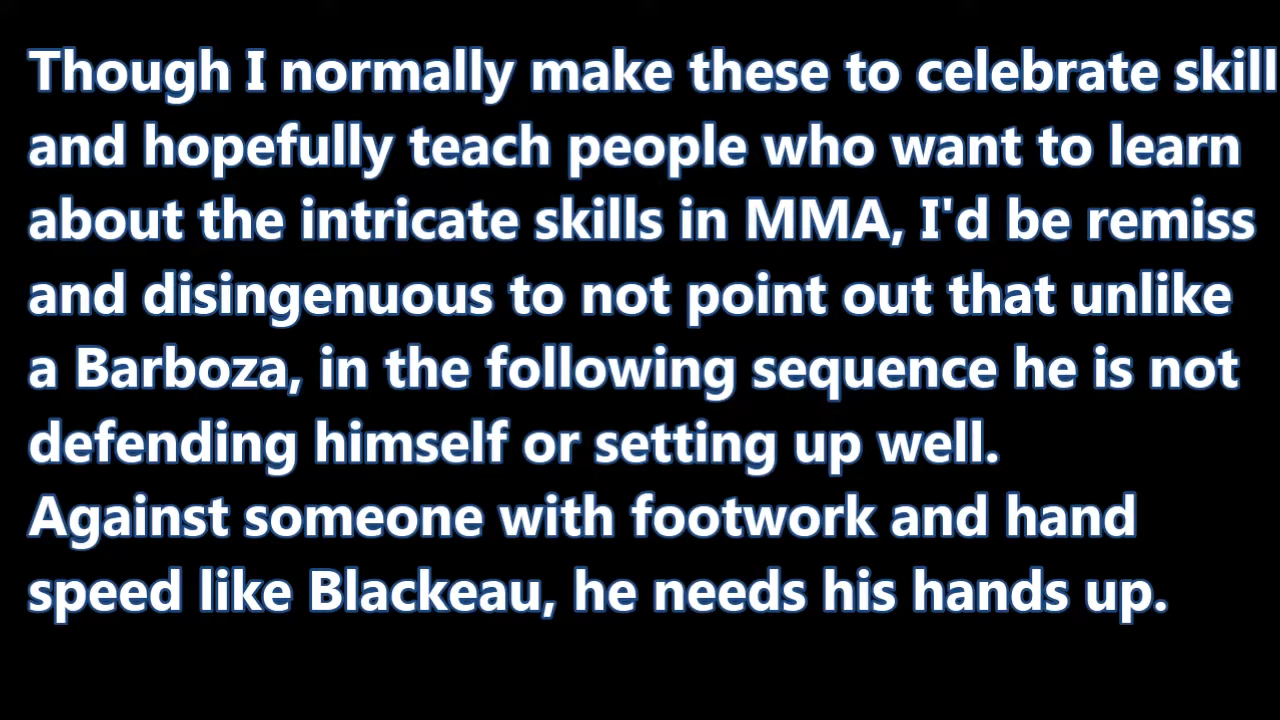 Though I normally make these to celebrate skill
and hopefully teach people who want to learn
about the intricate skills in MMA, I'd be remiss
and disingenuous to not point out that unlike
a Barboza, in the following sequence he is not
defending himself or setting up well.
Against someone with footwork and hand
speed like Blackeau, he needs his hands up.